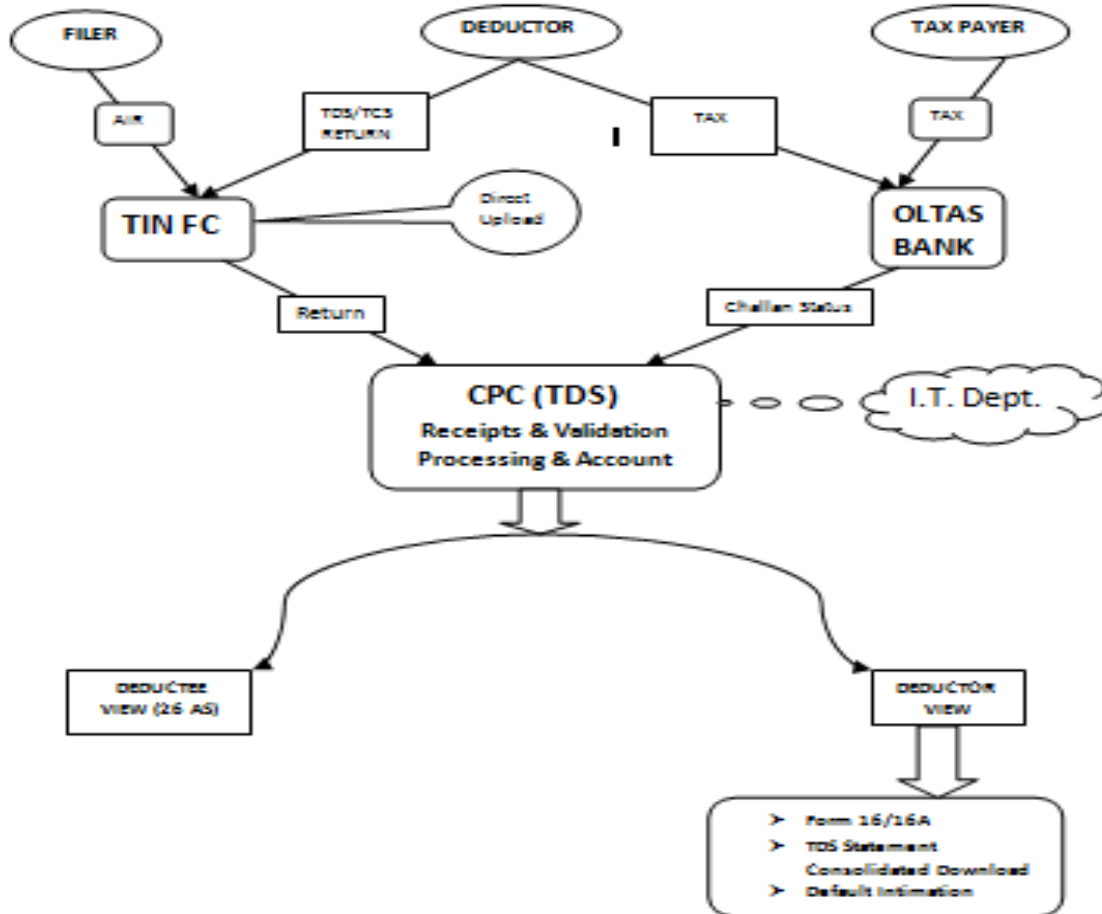 FILER
DEDUCTOR
TAX PAYER
AIR
TDS/TCS
RETURN
TAX
TAX
TIN FC
Direct
Upload
OLTAS
BANK
Return
Challan Status
CPC (TDS)
Receipts & Validation
Processing & Account
I.T. Dept.
DEDUCTEE
VIEW (26 AS)
DEDUCTOR
VIEW
➤ Form 16/16A
➤ TDS Statement
Consolidated Download
➤ Default Intimation